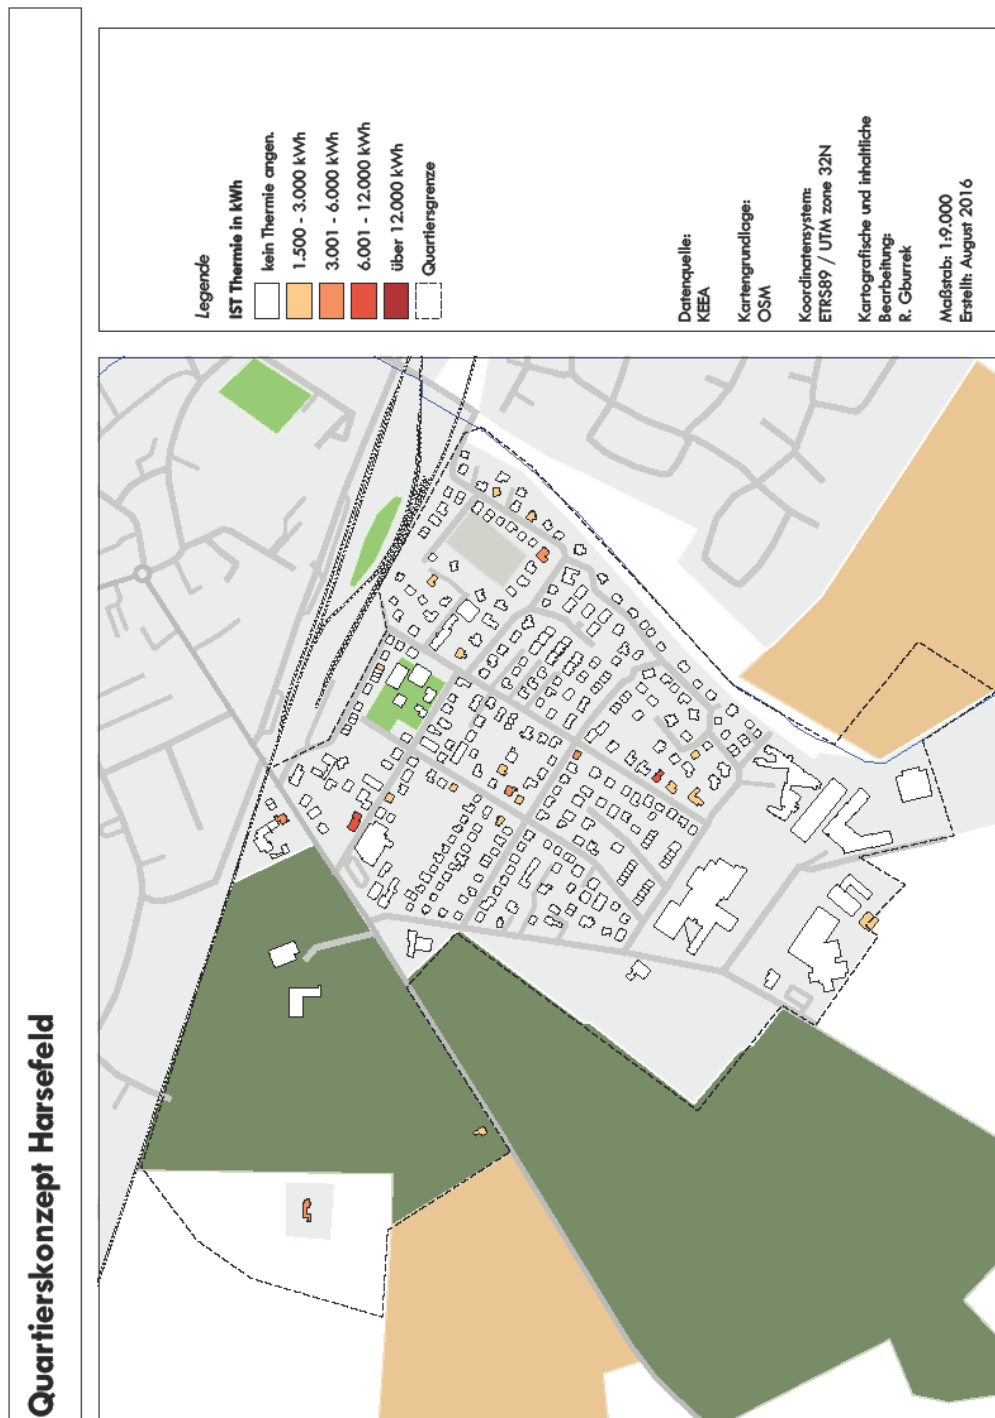 Quartierskonzept Harsefeld
Legende
IST Thermie in kWh
kein Thermie angen.
1.500 - 3.000 kWh
3.001 - 6.000 kWh
6.001 - 12.000 kWh
über 12.000 kWh
Quartiersgrenze
Datenquelle:
KEEA
Kartengrundlage:
OSM
Koordinatensystem:
ETRS89 / UTM zone 32N
Kartografische und inhaltliche
Bearbeitung:
R. Gburrek
Maßstab: 1:9.000
Erstellt: August 2016